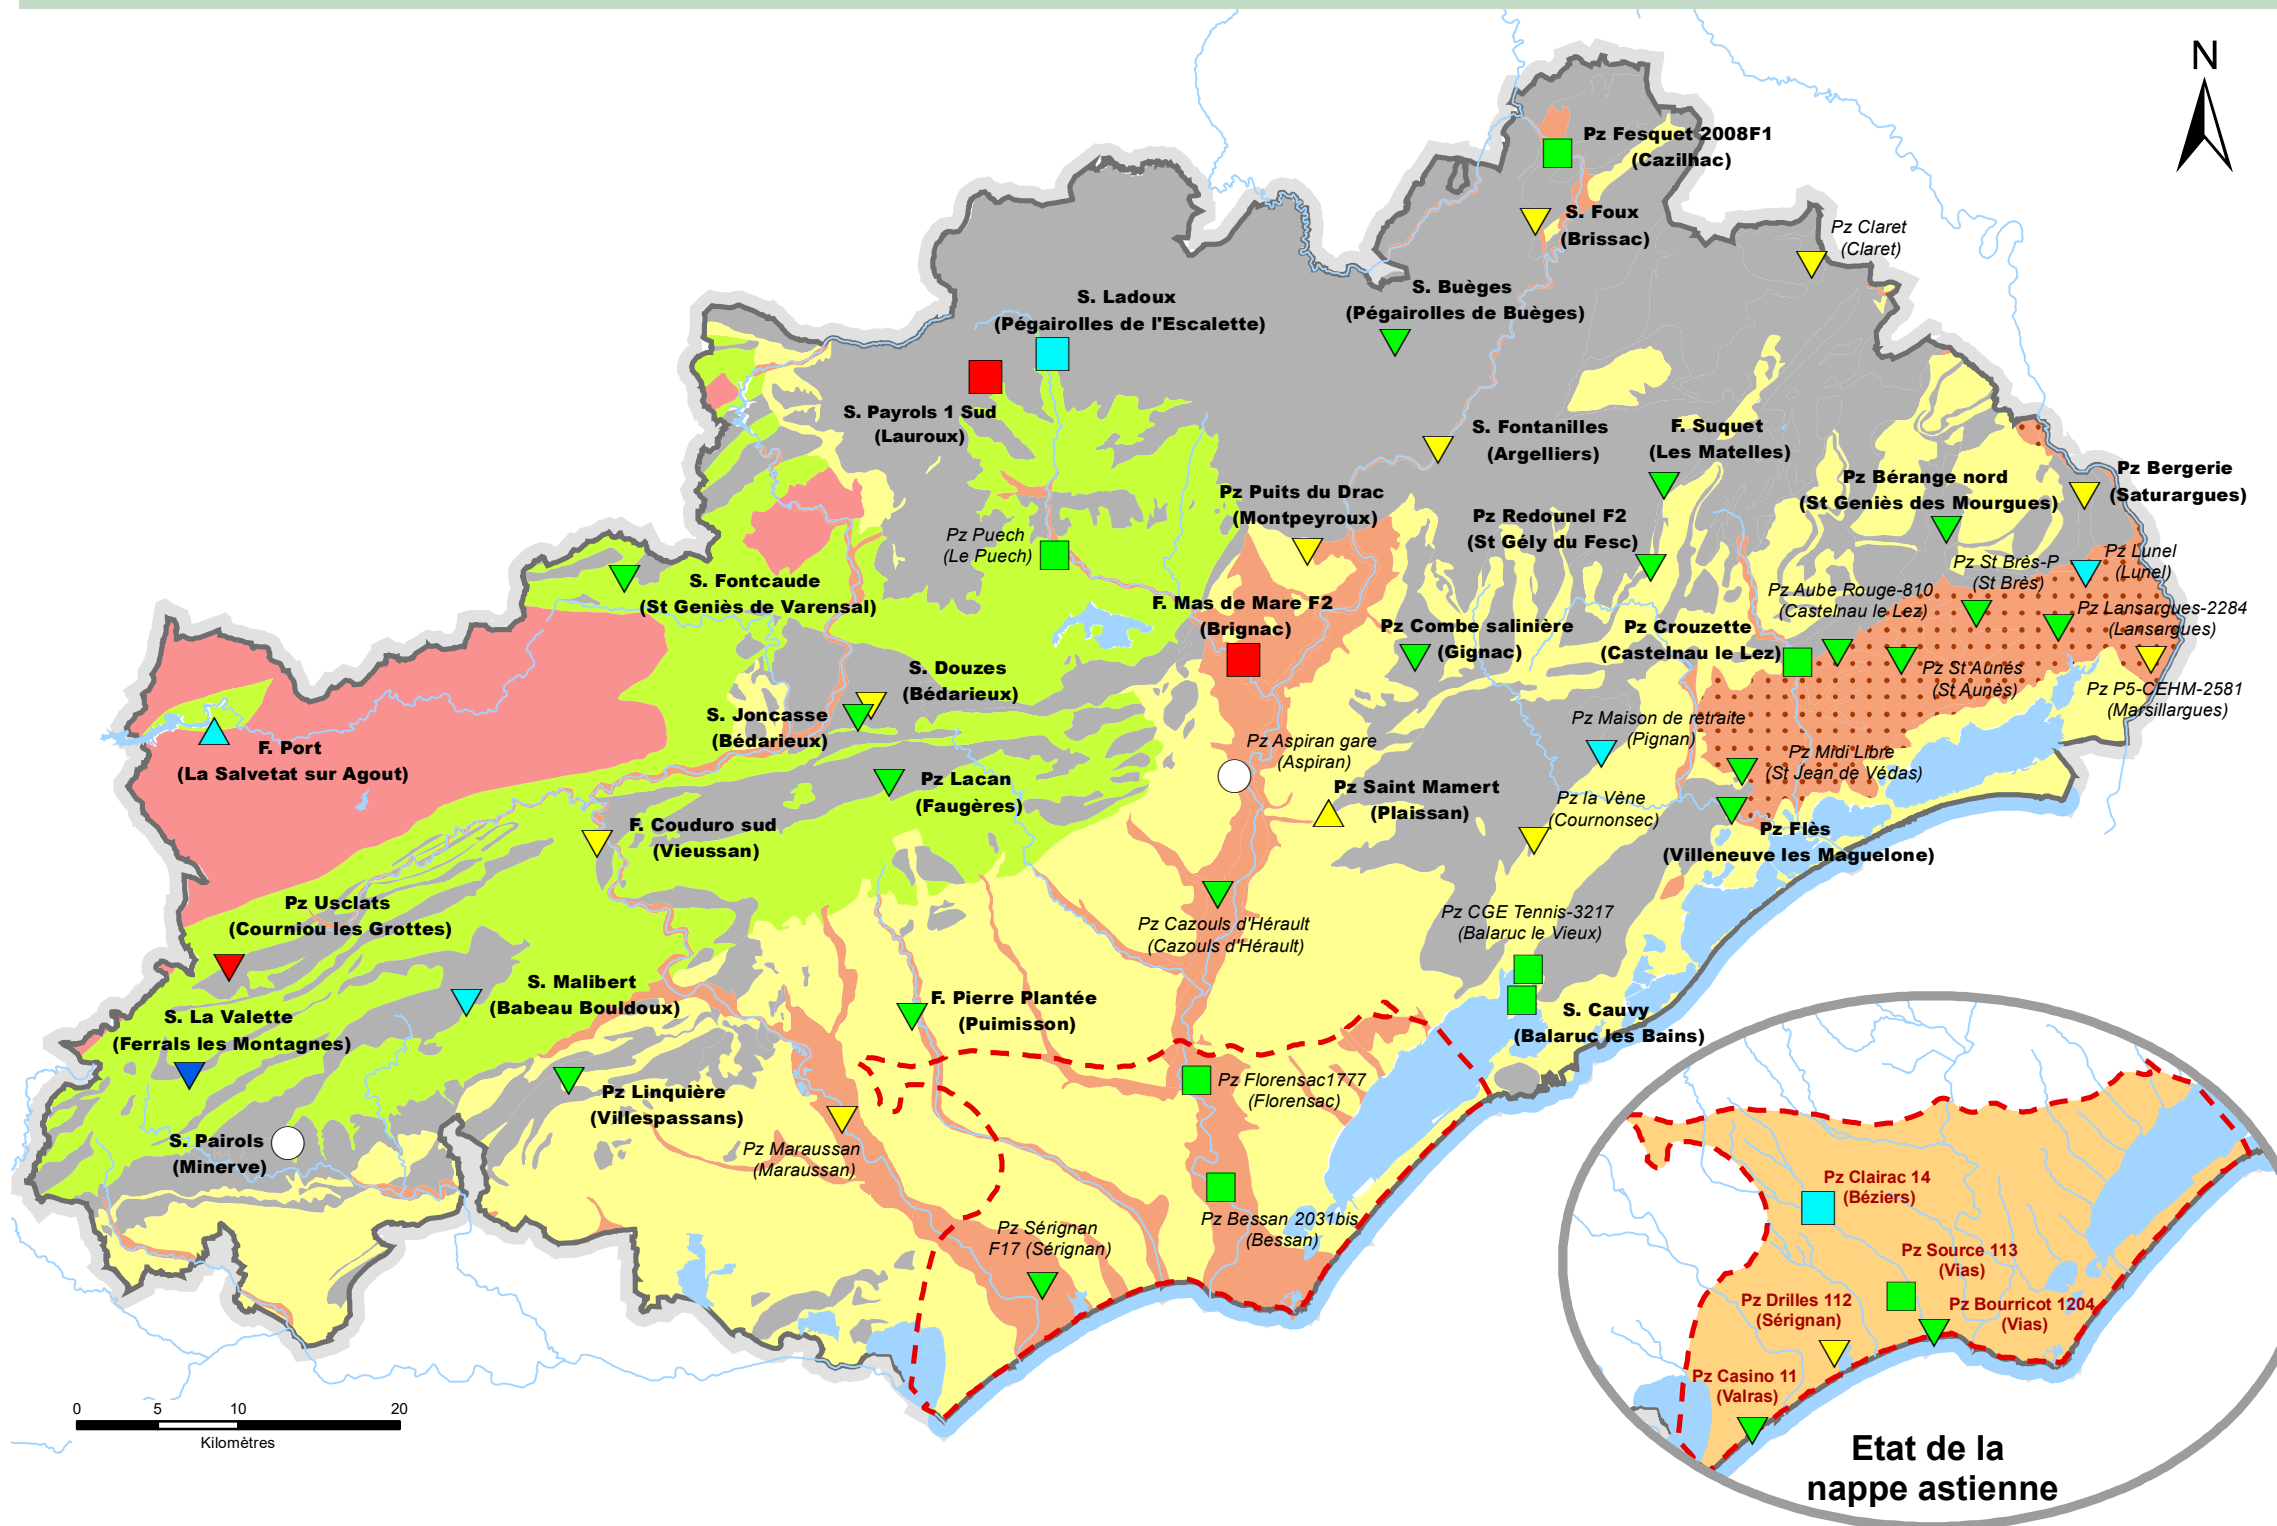 N
Pz Fesquet 2008F1
(Cazilhac)
S. Foux
(Brissac)
Pz Claret
(Claret)
S. Ladoux
(Pégairolles de l'Escalette)
S. Buèges
(Pégairolles de Buèges)
S. Payrols 1 Sud
(Lauroux)
S. Fontanilles
(Argelliers)
F. Suquet
(Les Matelles)
Pz Bérange nord
(St Geniès des Mourgues)
Pz Bergerie
(Saturargues)
Pz Puits du Drac
(Montpeyroux)
Pz Redounel F2
(St Gély du Fesc)
Pz Puech
(Le Puech)
Pz St Brès-P
(St Brès)
Pz Lunel
(Lunel)
S. Fontcaude
(St Geniès de Varensal)
Pz Aube Rouge-810
(Castelnau le Lez)
Pz Lansargues-2284
(Lansargues)
F. Mas de Mare F2
(Brignac)
Pz Combe salinière
(Gignac)
Pz Crouzette
(Castelnau le Lez)
S. Douzes
(Bédarieux)
Pz St Aunés
(St Aunès)
Pz P5-CEHM-2581
(Marsillargues)
S. Joncasse
(Bédarieux)
Pz Maison de retraite
(Pignan)
F. Port
(La Salvetat sur Agout)
Pz Aspiran gare
(Aspiran)
Pz Midi Libre
(St Jean de Védas)
Pz Lacan
(Faugères)
Pz Saint Mamert
(Plaissan)
Pz la Vène
(Cournonsec)
F. Couduro sud
(Vieussan)
Pz Flès
(Villeneuve les Maguelone)
Pz Usclats
(Courniou les Grottes)
Pz Cazouls d'Hérault
(Cazouls d'Hérault)
Pz CGE Tennis-3217
(Balaruc le Vieux)
S. Malibert
(Babeau Bouldoux)
F. Pierre Plantée
(Puimisson)
S. La Valette
(Ferrals les Montagnes)
S. Cauvy
(Balaruc les Bains)
Pz Linquière
(Villespassans)
Pz Florensac1777
(Florensac)
S. Pairols
(Minerve)
Pz Maraussan
(Maraussan)
Pz Sérignan
F17 (Sérignan)
Pz Bessan 2031bis
(Bessan)
Pz Clairac 14
(Béziers)
Pz Source 113
(Vias)
Pz Drilles 112
(Sérignan)
Pz Bourricot 1204
(Vias)
Pz Casino 11
(Valras)
0 5 10 20
Kilomètres
Etat de la
nappe astienne